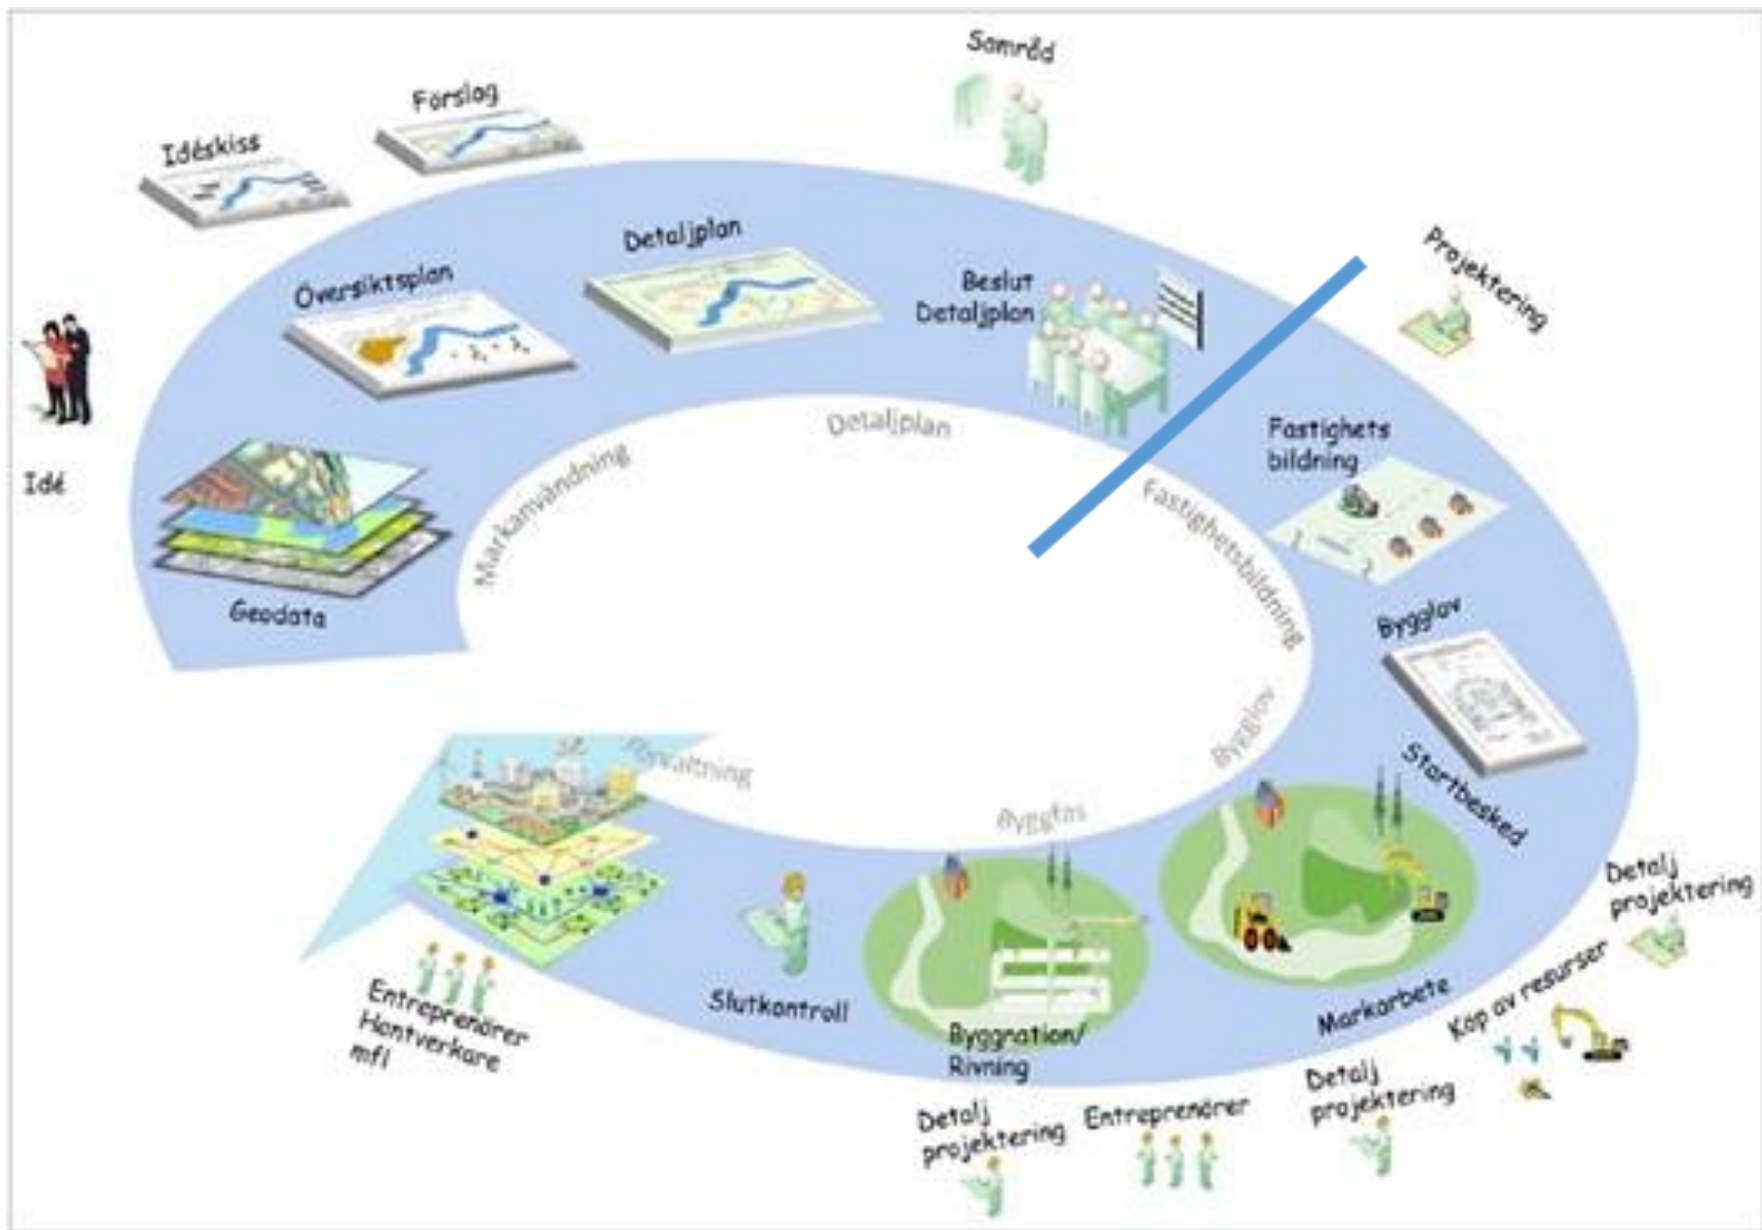 Samråd
Förslag
Idéskiss
Projektering
Detaljplan
Översiktsplan
Beslut
Detaljplan
Idé
Geodata
Markanvändning
Detaljplan
Fastighetsbildning
Fastighets
bildning
Bygglov
Bygglov
Startbesked
Förvaltning
Byggfas
Detalj
projektering
Köp av resurser
Markarbete
Slutkontroll
Byggnation/
Rivning
Entreprenörer
Hantverkare
mfl
Detalj
projektering
Entreprenörer
Detalj
projektering